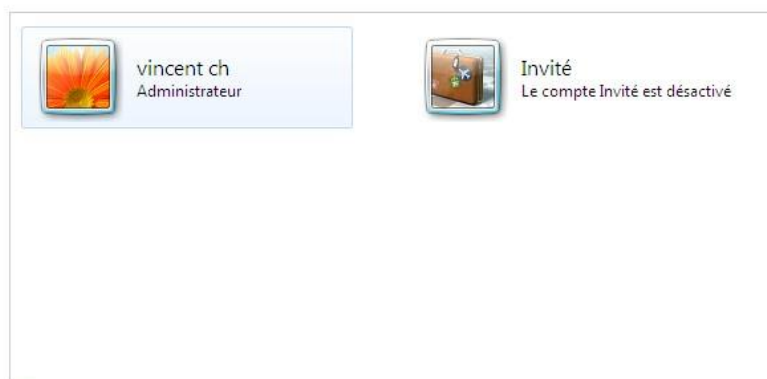 vincent ch
Administrateur
Invité
Le compte Invité est désactivé